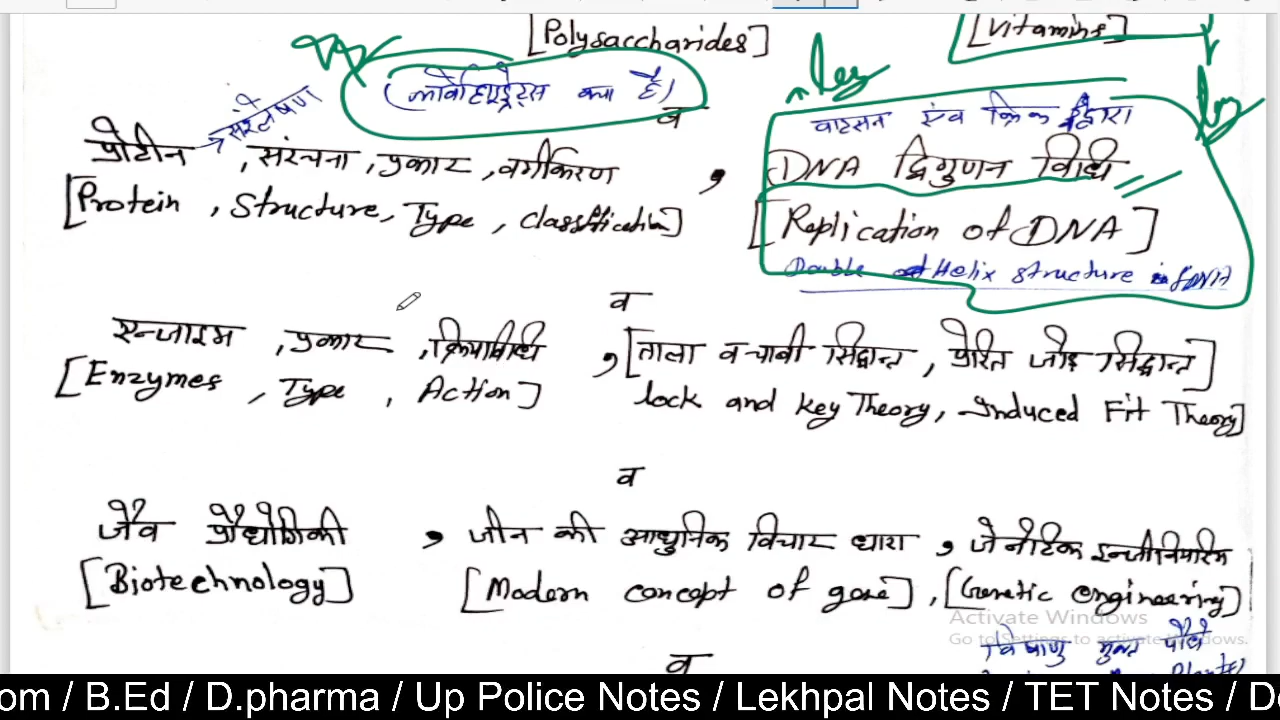 [Polysaccharides]
[Vitamins]
(कार्बोहाइड्रेट्स क्या है)
संश्लेषण
व
वाटसन एंव क्रिक द्वारा
प्रोटीन , संरचना , प्रकार , वर्गीकरण , DNA द्विगुणन विधि
[Protein , Structure, Type , Classification]
[Replication of DNA]
Double Helix structure of DNA
व
एन्जाइम , प्रकार , क्रियाविधि , [ताला व चाबी सिद्धान्त , प्रेरित जोड़ सिद्धान्त]
[Enzymes , Type , Action]
lock and Key Theory, Induced Fit Theory]
व
जैव प्रौद्योगिकी , जीन की आधुनिक विचार धारा , जेनेटिक इन्जीनियरिंग
[Biotechnology] [Modern concept of gene] , [Genetic engineering]
Activate Windows
Go to Settings to activate Windows.
विषाणु मुक्त पौधे
व
om / B.Ed / D.pharma / Up Police Notes / Lekhpal Notes / TET Notes / D